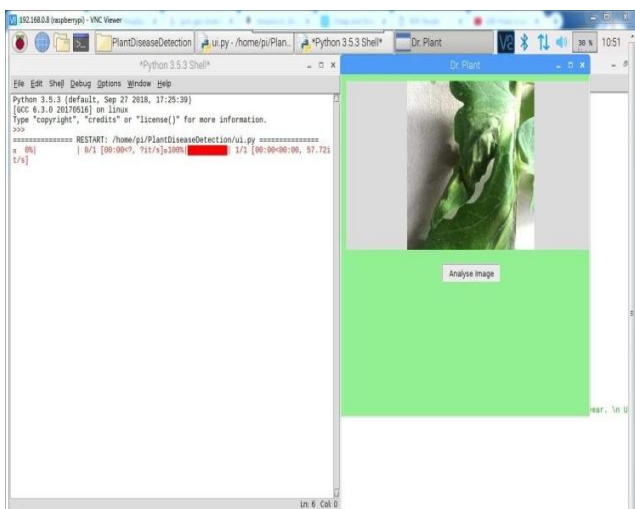 192.168.0.8 (raspberrypi) - VNC Viewer
PlantDiseaseDetection
ui.py - /home/pi/Plan...
*Python 3.5.3 Shell*
Dr. Plant
38 %
10:51
*Python 3.5.3 Shell*
Dr. Plant
File Edit Shell Debug Options Window Help
Python 3.5.3 (default, Sep 27 2018, 17:25:39)
[GCC 6.3.0 20170516] on linux
Type "copyright", "credits" or "license()" for more information.
>>>
=============== RESTART: /home/pi/PlantDiseaseDetection/ui.py ===============
0%| | 0/1 [00:00<?, ?it/s] 100%| | 1/1 [00:00<00:00, 57.72i
t/s]
Analyse Image
ear. \n U
Ln: 6 Col: 0